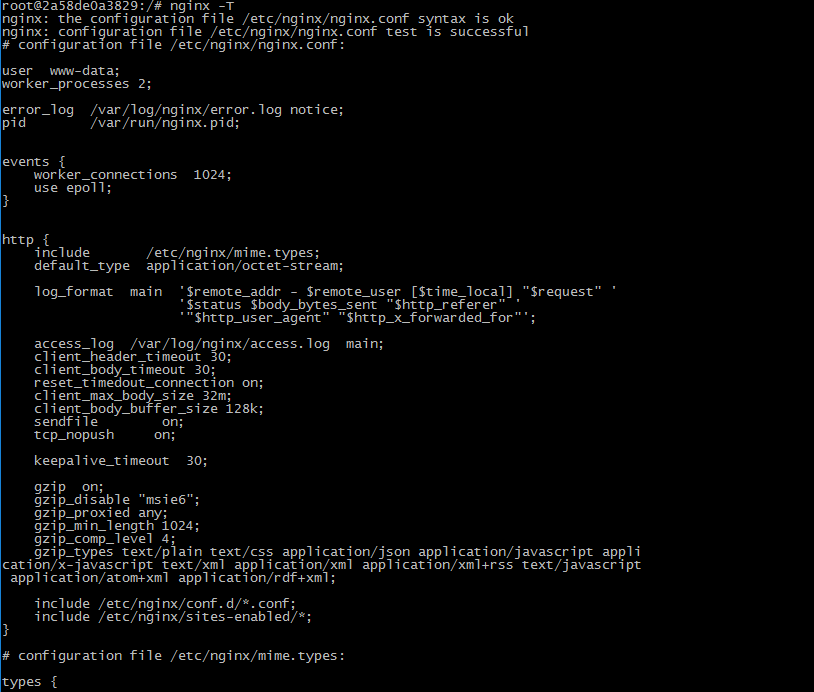 root@2a58de0a3829:/# nginx -T
nginx: the configuration file /etc/nginx/nginx.conf syntax is ok
nginx: configuration file /etc/nginx/nginx.conf test is successful
# configuration file /etc/nginx/nginx.conf:

user  www-data;
worker_processes 2;

error_log  /var/log/nginx/error.log notice;
pid        /var/run/nginx.pid;


events {
    worker_connections  1024;
    use epoll;
}


http {
    include       /etc/nginx/mime.types;
    default_type  application/octet-stream;

    log_format  main  '$remote_addr - $remote_user [$time_local] "$request" '
                      '$status $body_bytes_sent "$http_referer" '
                      '"$http_user_agent" "$http_x_forwarded_for"';

    access_log  /var/log/nginx/access.log  main;
    client_header_timeout 30;
    client_body_timeout 30;
    reset_timedout_connection on;
    client_max_body_size 32m;
    client_body_buffer_size 128k;
    sendfile        on;
    tcp_nopush     on;

    keepalive_timeout  30;

    gzip  on;
    gzip_disable "msie6";
    gzip_proxied any;
    gzip_min_length 1024;
    gzip_comp_level 4;
    gzip_types text/plain text/css application/json application/javascript appli
cation/x-javascript text/xml application/xml application/xml+rss text/javascript
 application/atom+xml application/rdf+xml;

    include /etc/nginx/conf.d/*.conf;
    include /etc/nginx/sites-enabled/*;
}

# configuration file /etc/nginx/mime.types:

types {